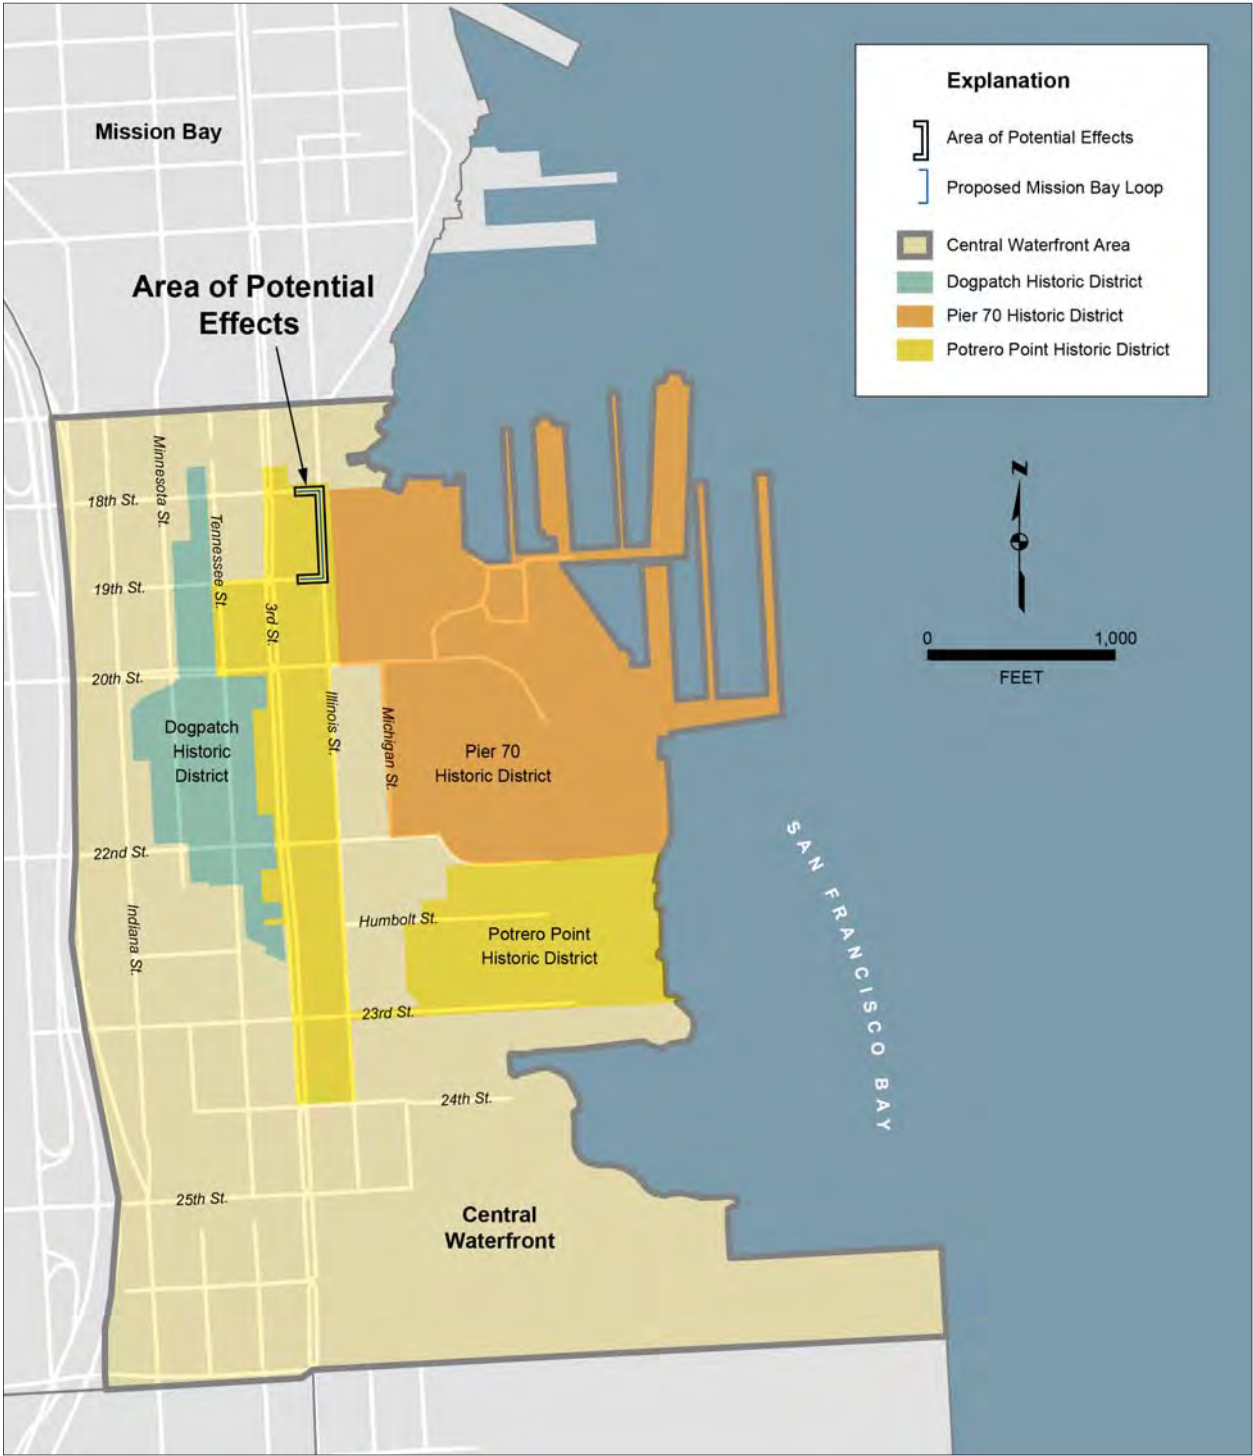 Explanation
Area of Potential Effects
Proposed Mission Bay Loop
Central Waterfront Area
Dogpatch Historic District
Pier 70 Historic District
Potrero Point Historic District
Mission Bay
Area of Potential
Effects
Minnesota St.
18th St.
Tennessee St.
19th St.
3rd St.
20th St.
Illinois St.
Michigan St.
Dogpatch
Historic
District
Pier 70
Historic District
22nd St.
Indiana St.
Humbolt St.
Potrero Point
Historic District
23rd St.
24th St.
25th St.
Central
Waterfront
N
0 1,000
FEET
SAN FRANCISCO BAY